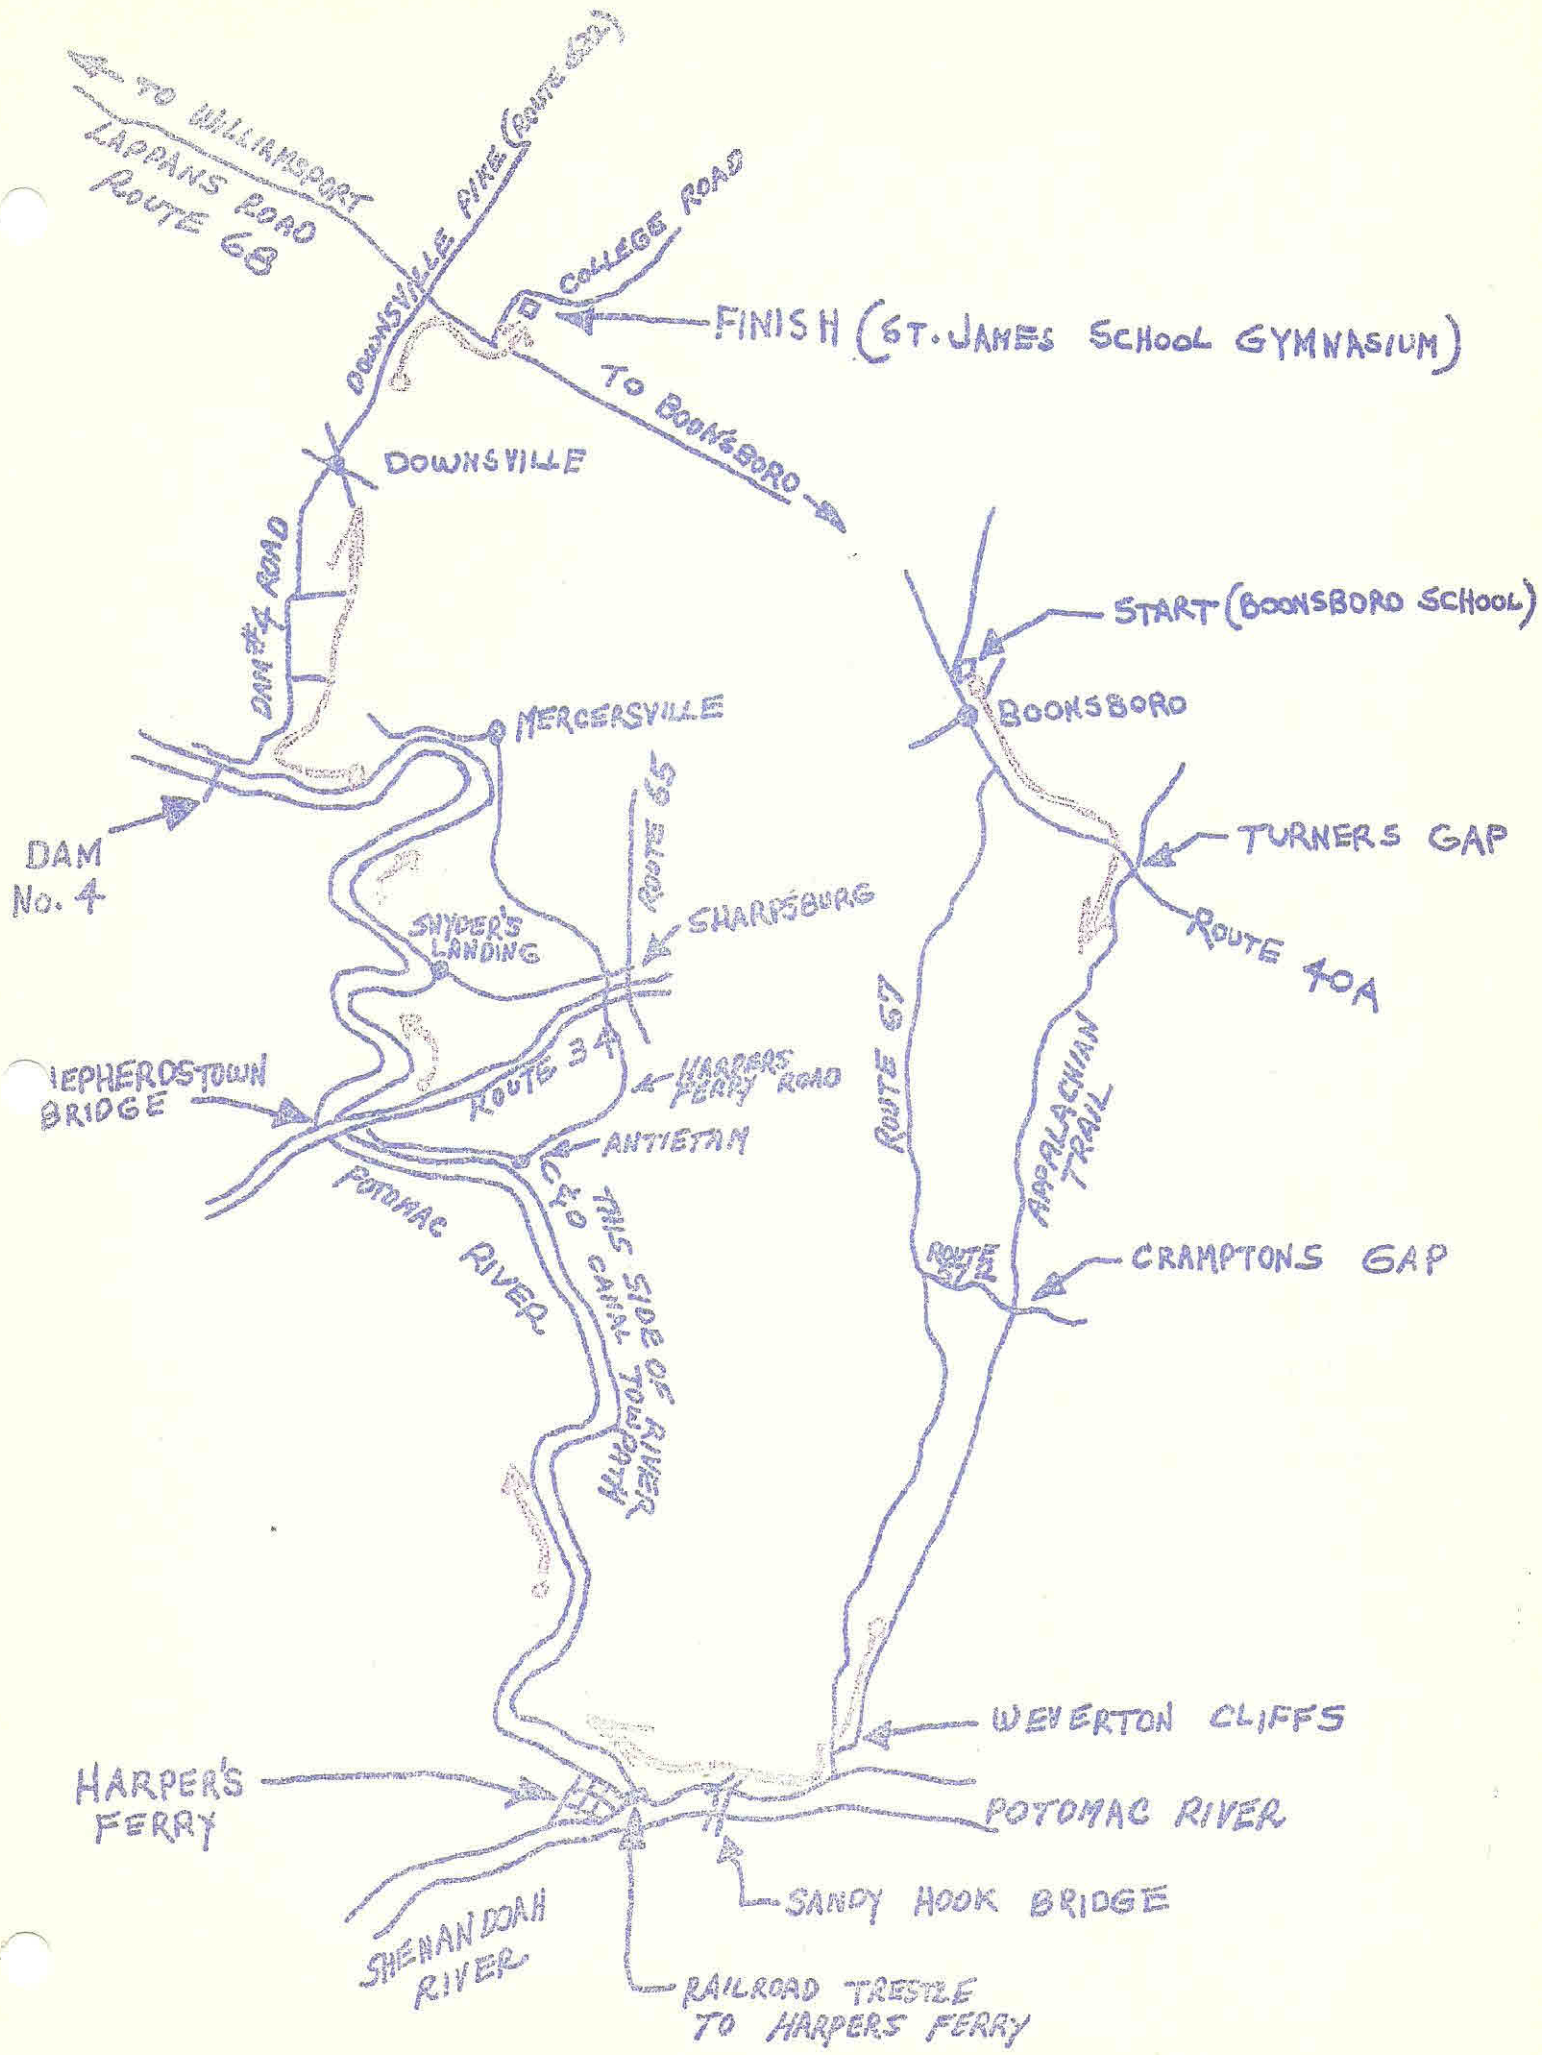 TO WILLIAMSPORT
LAPPANS ROAD
ROUTE 68
DOWNSVILLE PIKE (ROUTE 632)
COLLEGE ROAD
FINISH (ST. JAMES SCHOOL GYMNASIUM)
TO BOONSBORO
DOWNSVILLE
DAM #4 ROAD
START (BOONSBORO SCHOOL)
BOONSBORO
MERCERSVILLE
ROUTE 65
TURNERS GAP
DAM
No. 4
SHARPSBURG
SNYDER'S
LANDING
ROUTE 40A
ROUTE 67
APPALACHIAN
TRAIL
ROUTE 34
HARPERS
FERRY ROAD
HEPHERDSTOWN
BRIDGE
ANTIETAM
POTOMAC RIVER
C&O CANAL TOWPATH
THIS SIDE OF RIVER
ROUTE
572
CRAMPTONS GAP
WEVERTON CLIFFS
HARPER'S
FERRY
POTOMAC RIVER
SANDY HOOK BRIDGE
SHENANDOAH
RIVER
RAILROAD TRESTLE
TO HARPERS FERRY